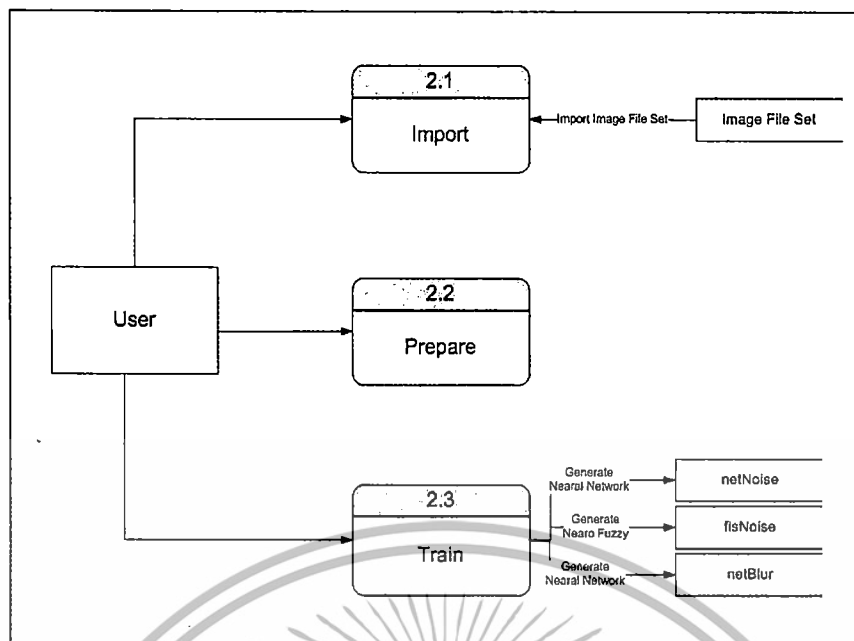 2.1
Import
Import Image File Set
Image File Set
User
2.2
Prepare
2.3
Train
Generate
Nearal Network
netNoise
Generate
Nearo Fuzzy
fisNoise
Generate
Nearal Network
netBlur